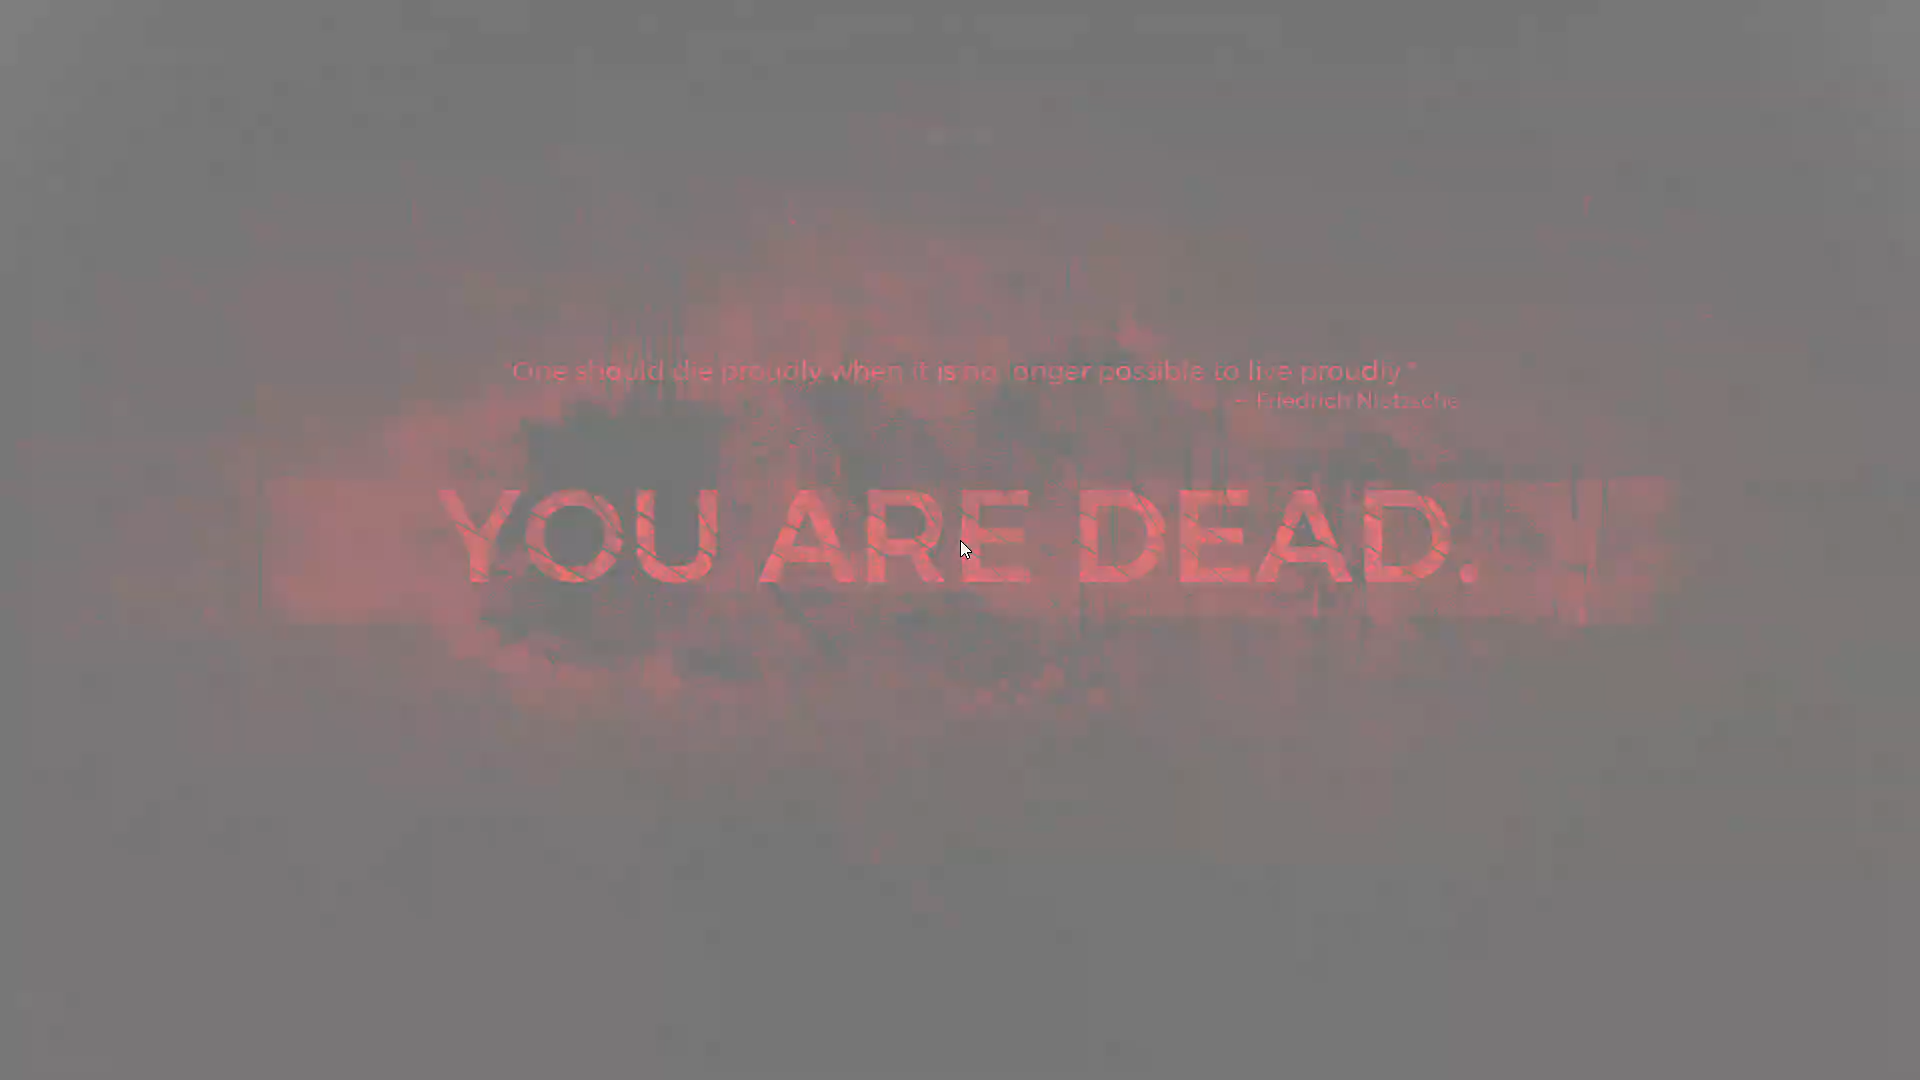 "One should die proudly when it is no longer possible to live proudly."
– Friedrich Nietzsche
YOU ARE DEAD.